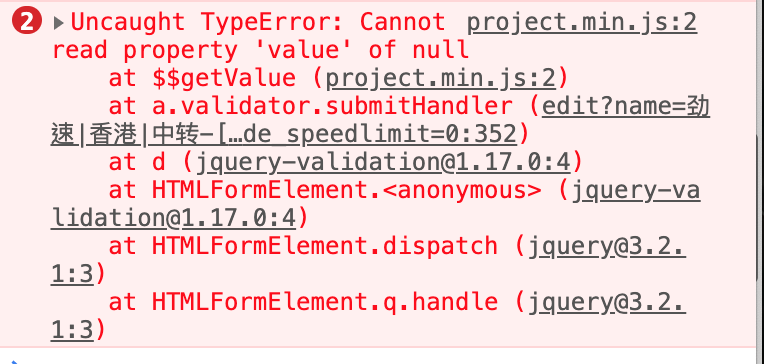 2 ▶Uncaught TypeError: Cannot project.min.js:2
read property 'value' of null
at $$getValue (project.min.js:2)
at a.validator.submitHandler (edit?name=劲
速|香港|中转-[…de_speedlimit=0:352)
at d (jquery-validation@1.17.0:4)
at HTMLFormElement.<anonymous> (jquery-va
lidation@1.17.0:4)
at HTMLFormElement.dispatch (jquery@3.2.
1:3)
at HTMLFormElement.q.handle (jquery@3.2.
1:3)